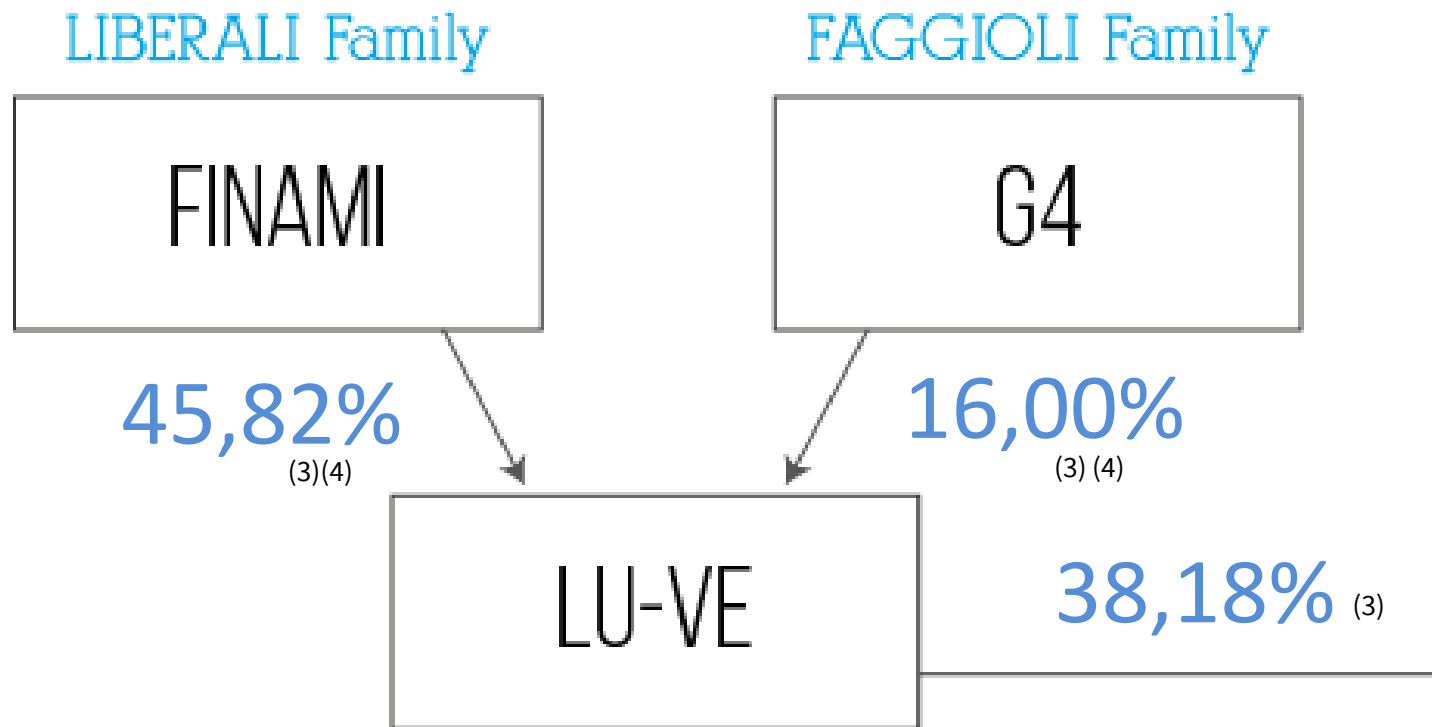 LIBERALI Family
FAGGIOLI Family
FINAMI
G4
45,82%
(3)(4)
16,00%
(3) (4)
LU-VE
38,18% (3)